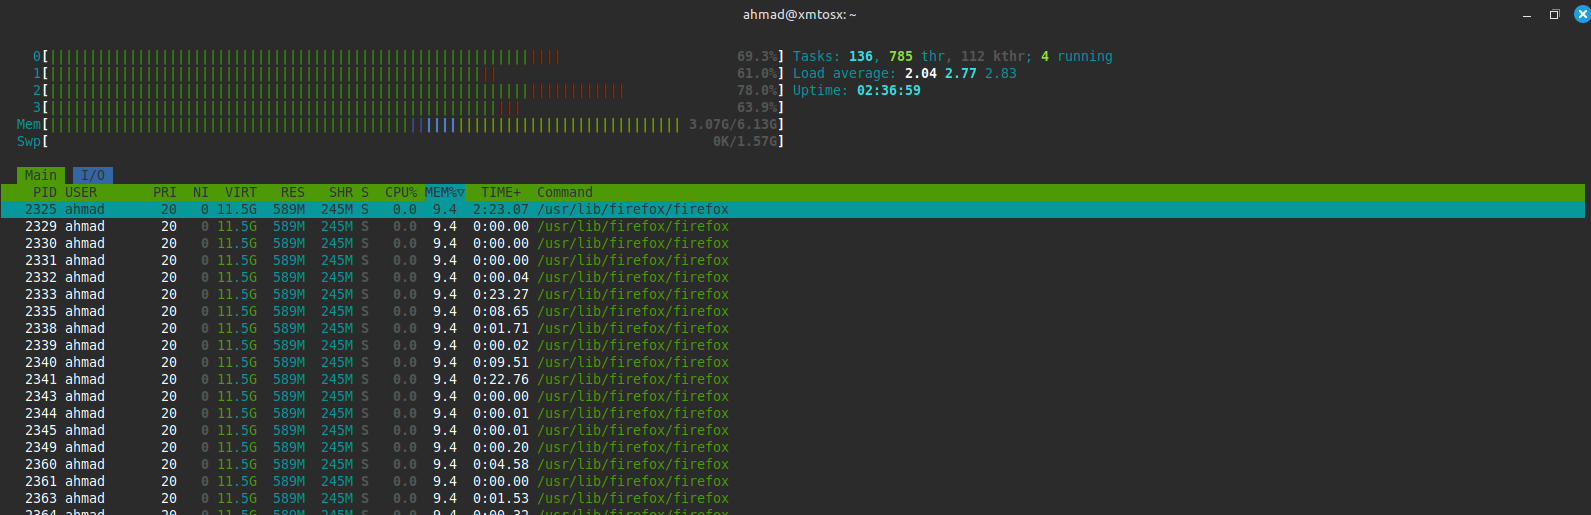 ahmad@xmtosx: ~
0[ 69.3%] Tasks: 136, 785 thr, 112 kthr; 4 running
1[ 61.0%] Load average: 2.04 2.77 2.83
2[ 78.0%] Uptime: 02:36:59
3[ 63.9%]
Mem[ 3.07G/6.13G]
Swp[ 0K/1.57G]
Main I/O
PID USER PRI NI VIRT RES SHR S CPU% MEM%▽ TIME+ Command
2325 ahmad 20 0 11.5G 589M 245M S 0.0 9.4 2:23.07 /usr/lib/firefox/firefox
2329 ahmad 20 0 11.5G 589M 245M S 0.0 9.4 0:00.00 /usr/lib/firefox/firefox
2330 ahmad 20 0 11.5G 589M 245M S 0.0 9.4 0:00.00 /usr/lib/firefox/firefox
2331 ahmad 20 0 11.5G 589M 245M S 0.0 9.4 0:00.00 /usr/lib/firefox/firefox
2332 ahmad 20 0 11.5G 589M 245M S 0.0 9.4 0:00.04 /usr/lib/firefox/firefox
2333 ahmad 20 0 11.5G 589M 245M S 0.0 9.4 0:23.27 /usr/lib/firefox/firefox
2335 ahmad 20 0 11.5G 589M 245M S 0.0 9.4 0:08.65 /usr/lib/firefox/firefox
2338 ahmad 20 0 11.5G 589M 245M S 0.0 9.4 0:01.71 /usr/lib/firefox/firefox
2339 ahmad 20 0 11.5G 589M 245M S 0.0 9.4 0:00.02 /usr/lib/firefox/firefox
2340 ahmad 20 0 11.5G 589M 245M S 0.0 9.4 0:09.51 /usr/lib/firefox/firefox
2341 ahmad 20 0 11.5G 589M 245M S 0.0 9.4 0:22.76 /usr/lib/firefox/firefox
2343 ahmad 20 0 11.5G 589M 245M S 0.0 9.4 0:00.00 /usr/lib/firefox/firefox
2344 ahmad 20 0 11.5G 589M 245M S 0.0 9.4 0:00.01 /usr/lib/firefox/firefox
2345 ahmad 20 0 11.5G 589M 245M S 0.0 9.4 0:00.01 /usr/lib/firefox/firefox
2349 ahmad 20 0 11.5G 589M 245M S 0.0 9.4 0:00.20 /usr/lib/firefox/firefox
2360 ahmad 20 0 11.5G 589M 245M S 0.0 9.4 0:04.58 /usr/lib/firefox/firefox
2361 ahmad 20 0 11.5G 589M 245M S 0.0 9.4 0:00.00 /usr/lib/firefox/firefox
2363 ahmad 20 0 11.5G 589M 245M S 0.0 9.4 0:01.53 /usr/lib/firefox/firefox
2364 ahmad 20 0 11.5G 589M 245M S 0.0 9.4 0:00.32 /usr/lib/firefox/firefox